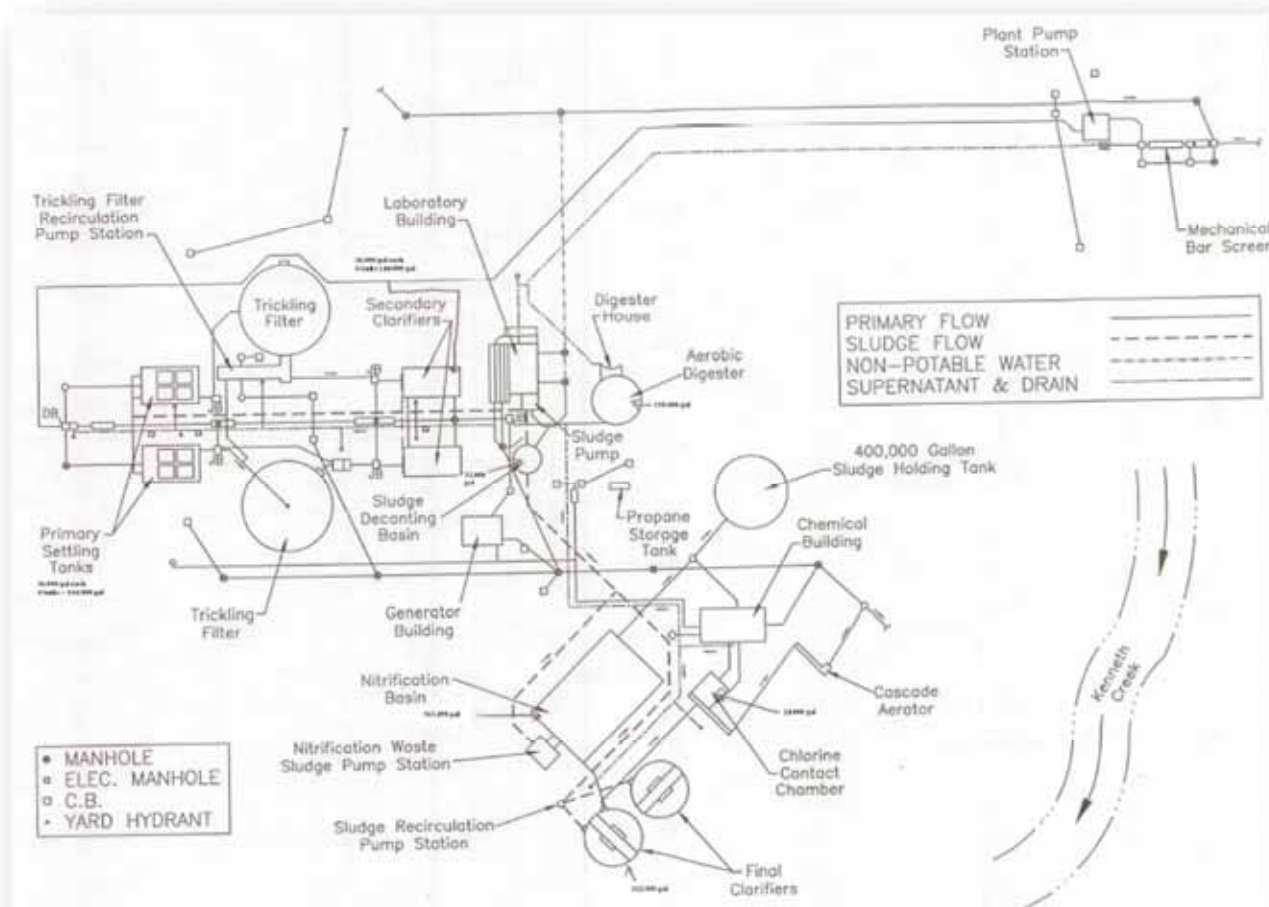 Plant Pump
Station
Mechanical
Bar Screen
Trickling Filter
Recirculation
Pump Station
Laboratory
Building
Trickling
Filter
Secondary
Clarifiers
Digester
House
Aerobic
Digester
PRIMARY FLOW
SLUDGE FLOW
NON-POTABLE WATER
SUPERNATANT & DRAIN
DB
Sludge
Pump
400,000 Gallon
Sludge Holding Tank
Primary
Settling
Tanks
Sludge
Decanting
Basin
Propane
Storage
Tank
Chemical
Building
Trickling
Filter
Generator
Building
Nitrification
Basin
Cascade
Aerator
Kenneth
Creek
Nitrification Waste
Sludge Pump Station
Chlorine
Contact
Chamber
MANHOLE
ELEC. MANHOLE
C.B.
YARD HYDRANT
Sludge Recirculation
Pump Station
Final
Clarifiers